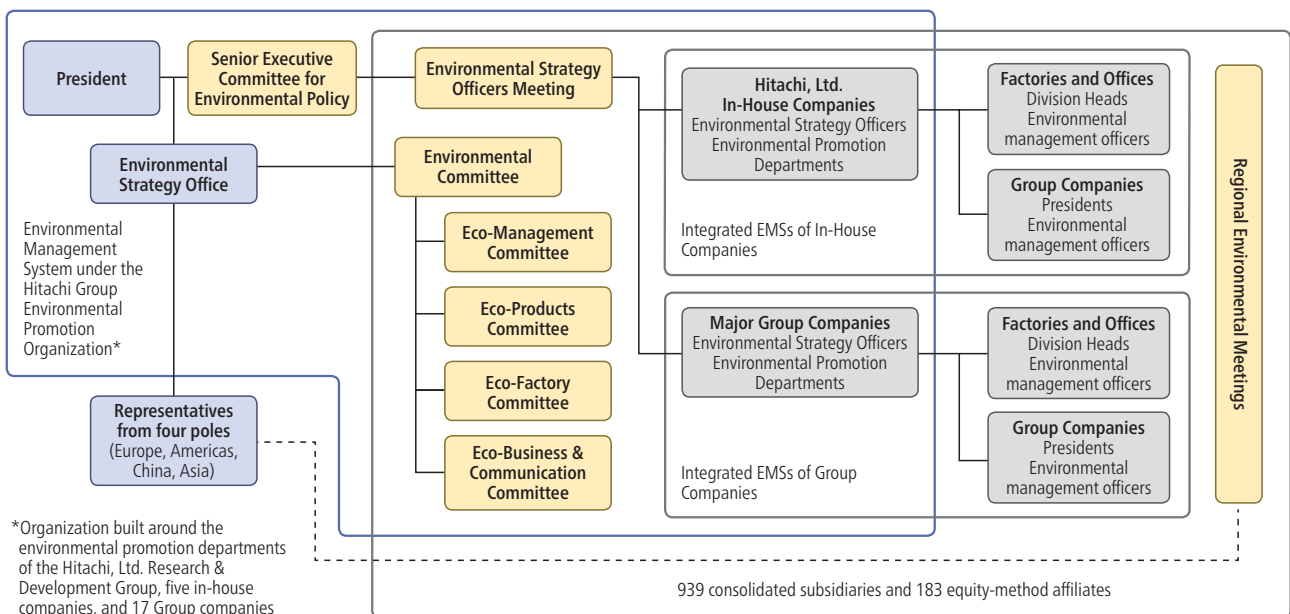 President
Senior Executive
Committee for
Environmental Policy
Environmental Strategy
Officers Meeting
Hitachi, Ltd.
In-House Companies
Environmental Strategy Officers
Environmental Promotion
Departments
Factories and Offices
Division Heads
Environmental
management officers
Group Companies
Presidents
Environmental
management officers
Integrated EMSs of In-House
Companies
Environmental
Strategy Office
Environmental
Committee
Eco-Management
Committee
Eco-Products
Committee
Eco-Factory
Committee
Eco-Business &
Communication
Committee
Environmental
Management
System under the
Hitachi Group
Environmental
Promotion
Organization*
Major Group Companies
Environmental Strategy Officers
Environmental Promotion
Departments
Factories and Offices
Division Heads
Environmental
management officers
Group Companies
Presidents
Environmental
management officers
Integrated EMSs of Group
Companies
Regional Environmental Meetings
Representatives
from four poles
(Europe, Americas,
China, Asia)
*Organization built around the
environmental promotion departments
of the Hitachi, Ltd. Research &
Development Group, five in-house
companies, and 17 Group companies
939 consolidated subsidiaries and 183 equity-method affiliates